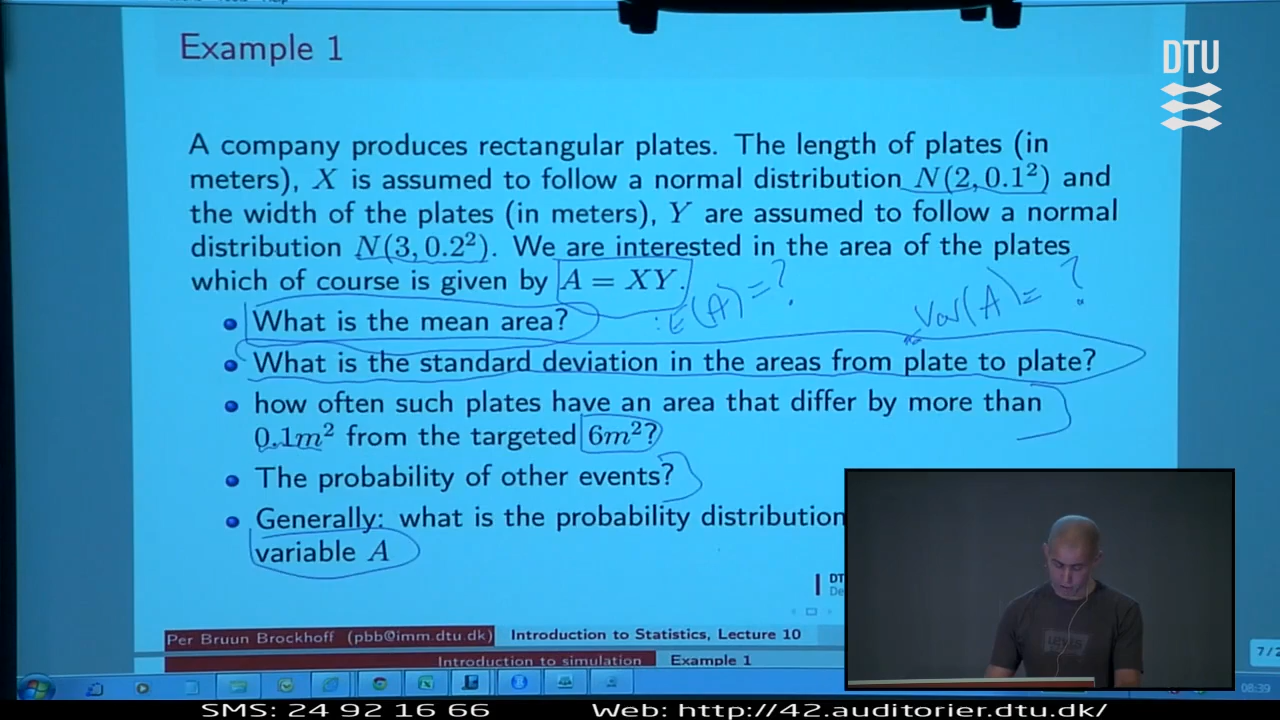 Example 1
DTU
A company produces rectangular plates. The length of plates (in
meters), X is assumed to follow a normal distribution N(2, 0.1²) and
the width of the plates (in meters), Y are assumed to follow a normal
distribution N(3, 0.2²). We are interested in the area of the plates
which of course is given by A = XY.
E(A) = ?
Var(A) = ?
What is the mean area?
What is the standard deviation in the areas from plate to plate?
how often such plates have an area that differ by more than
0.1m² from the targeted 6m²?
The probability of other events?
Generally: what is the probability distribution
variable A
DT
De
Per Bruun Brockhoff (pbb@imm.dtu.dk)
Introduction to Statistics, Lecture 10
7/2
Introduction to simulation
Example 1
08:39
SMS: 24 92 16 66
Web: http://42.auditorier.dtu.dk/